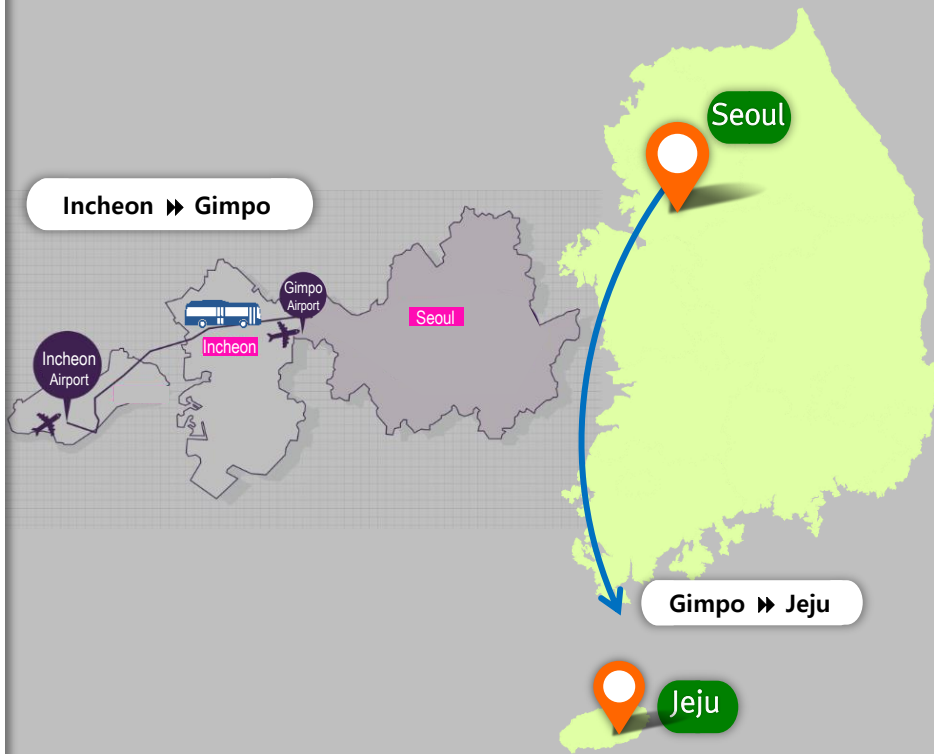 Seoul
Incheon Gimpo
Gimpo
Airport
Seoul
Incheon
Incheon
Airport
Gimpo Jeju
Jeju